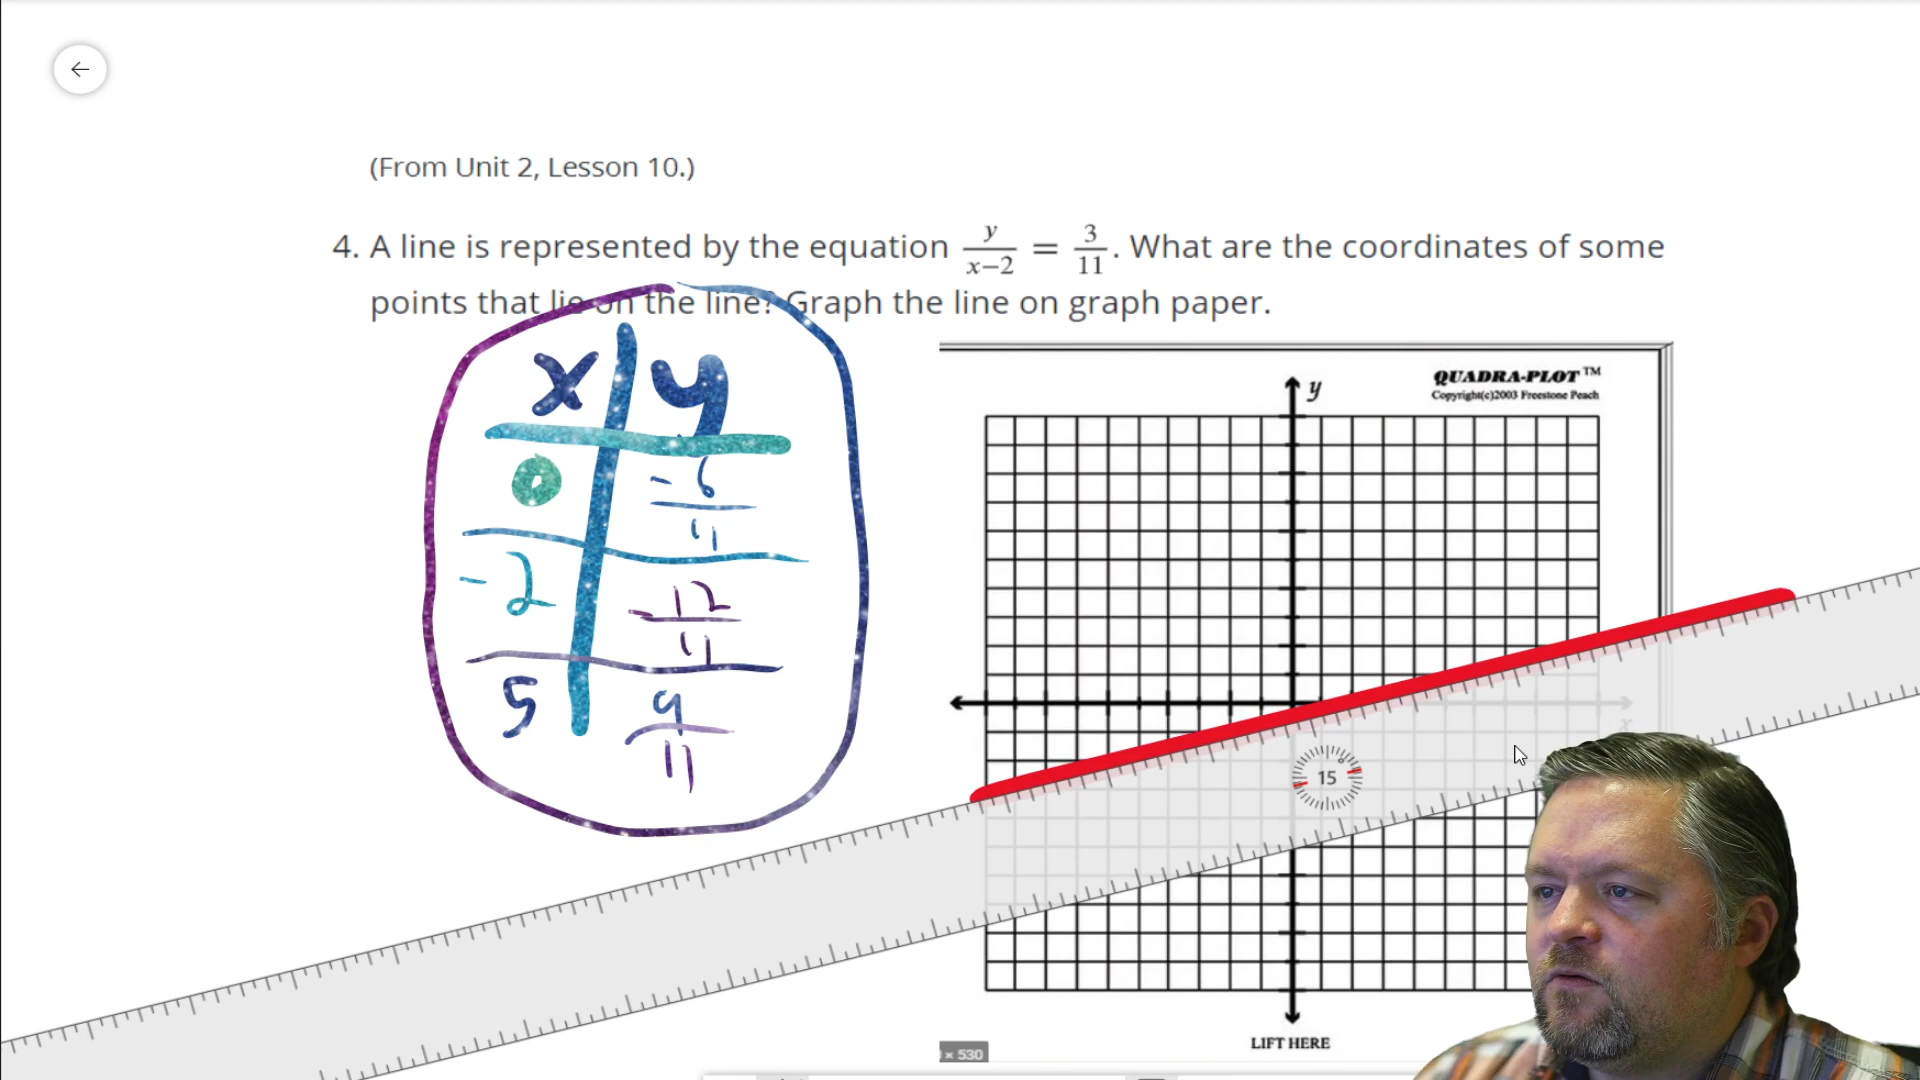 (From Unit 2, Lesson 10.)
4. A line is represented by the equation y/(x−2) = 3/11. What are the coordinates of some
points that lie on the line? Graph the line on graph paper.
x y
0 -6/11
-2 -12/11
5 9/11
QUADRA-PLOT™
Copyright(c)2003 Freestone Peach
y
x
15
LIFT HERE
× 530